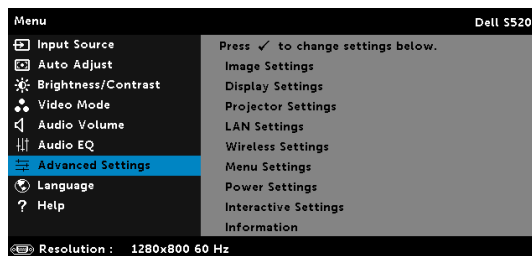 Menu Dell S520
Input Source
Auto Adjust
Brightness/Contrast
Video Mode
Audio Volume
Audio EQ
Advanced Settings
Language
? Help
Press ✓ to change settings below.
Image Settings
Display Settings
Projector Settings
LAN Settings
Wireless Settings
Menu Settings
Power Settings
Interactive Settings
Information
Resolution : 1280x800 60 Hz